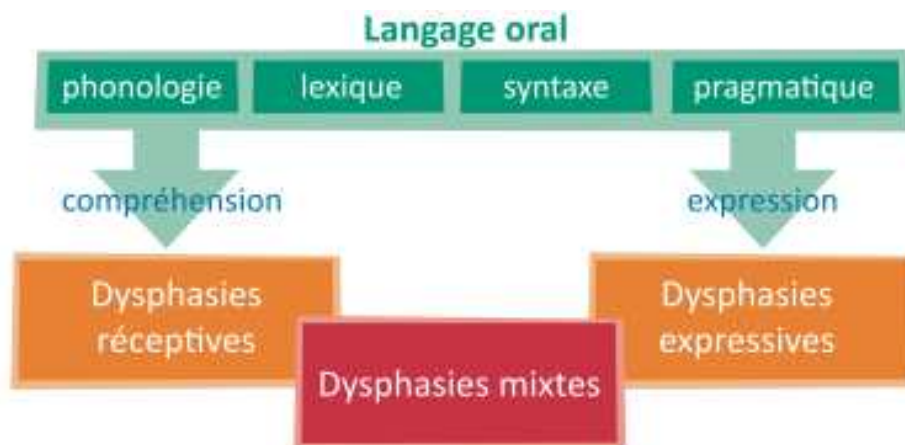 Langage oral
phonologie lexique syntaxe pragmatique
compréhension expression
Dysphasies
réceptives
Dysphasies
expressives
Dysphasies mixtes